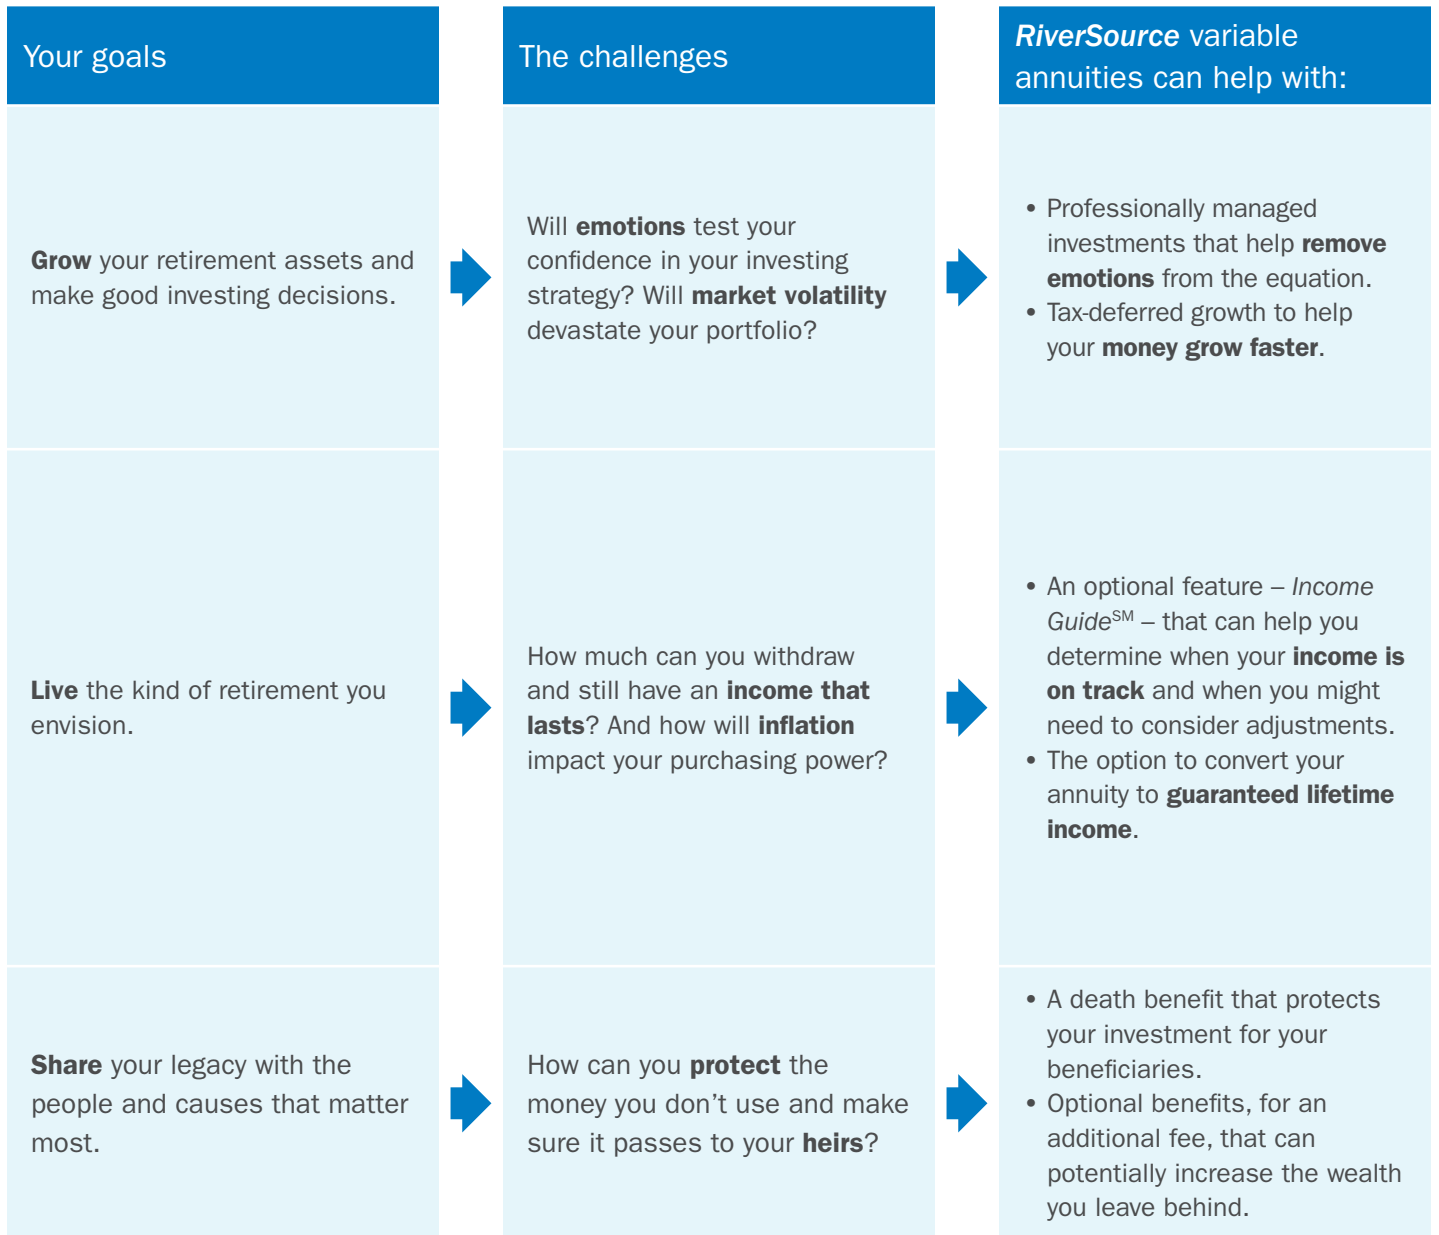 Your goals
The challenges
RiverSource variable
annuities can help with:
Grow your retirement assets and
make good investing decisions.
Will emotions test your
confidence in your investing
strategy? Will market volatility
devastate your portfolio?
• Professionally managed
investments that help remove
emotions from the equation.
• Tax-deferred growth to help
your money grow faster.
Live the kind of retirement you
envision.
How much can you withdraw
and still have an income that
lasts? And how will inflation
impact your purchasing power?
• An optional feature – Income
Guide℠ – that can help you
determine when your income is
on track and when you might
need to consider adjustments.
• The option to convert your
annuity to guaranteed lifetime
income.
Share your legacy with the
people and causes that matter
most.
How can you protect the
money you don’t use and make
sure it passes to your heirs?
• A death benefit that protects
your investment for your
beneficiaries.
• Optional benefits, for an
additional fee, that can
potentially increase the wealth
you leave behind.